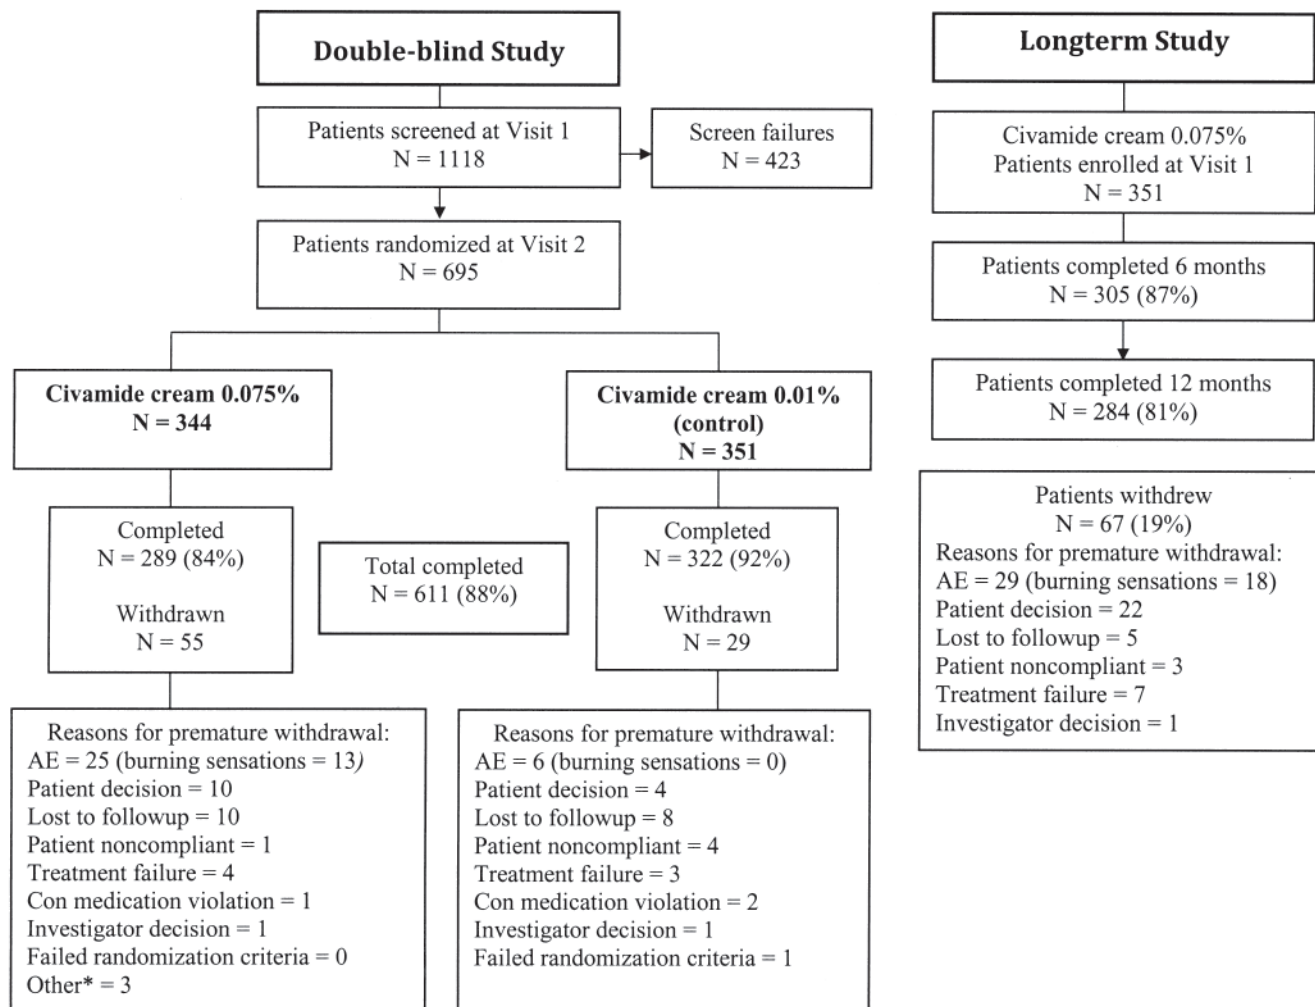 Double-blind Study
Patients screened at Visit 1
N = 1118
Screen failures
N = 423
Patients randomized at Visit 2
N = 695
Civamide cream 0.075%
N = 344
Civamide cream 0.01%
(control)
N = 351
Completed
N = 289 (84%)
Withdrawn
N = 55
Total completed
N = 611 (88%)
Completed
N = 322 (92%)
Withdrawn
N = 29
Reasons for premature withdrawal:
AE = 25 (burning sensations = 13)
Patient decision = 10
Lost to followup = 10
Patient noncompliant = 1
Treatment failure = 4
Con medication violation = 1
Investigator decision = 1
Failed randomization criteria = 0
Other* = 3
Reasons for premature withdrawal:
AE = 6 (burning sensations = 0)
Patient decision = 4
Lost to followup = 8
Patient noncompliant = 4
Treatment failure = 3
Con medication violation = 2
Investigator decision = 1
Failed randomization criteria = 1
Longterm Study
Civamide cream 0.075%
Patients enrolled at Visit 1
N = 351
Patients completed 6 months
N = 305 (87%)
Patients completed 12 months
N = 284 (81%)
Patients withdrew
N = 67 (19%)
Reasons for premature withdrawal:
AE = 29 (burning sensations = 18)
Patient decision = 22
Lost to followup = 5
Patient noncompliant = 3
Treatment failure = 7
Investigator decision = 1